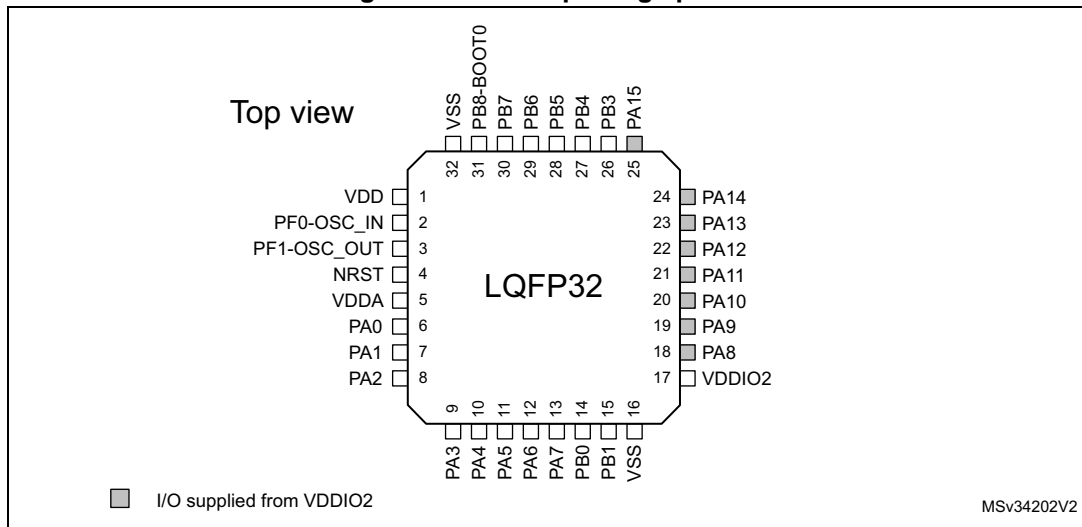 Top view
VSS
PB8-BOOT0
PB7
PB6
PB5
PB4
PB3
PA15
32
31
30
29
28
27
26
25
VDD 1
PF0-OSC_IN 2
PF1-OSC_OUT 3
NRST 4
VDDA 5
PA0 6
PA1 7
PA2 8
LQFP32
24 PA14
23 PA13
22 PA12
21 PA11
20 PA10
19 PA9
18 PA8
17 VDDIO2
9
10
11
12
13
14
15
16
PA3
PA4
PA5
PA6
PA7
PB0
PB1
VSS
I/O supplied from VDDIO2
MSv34202V2